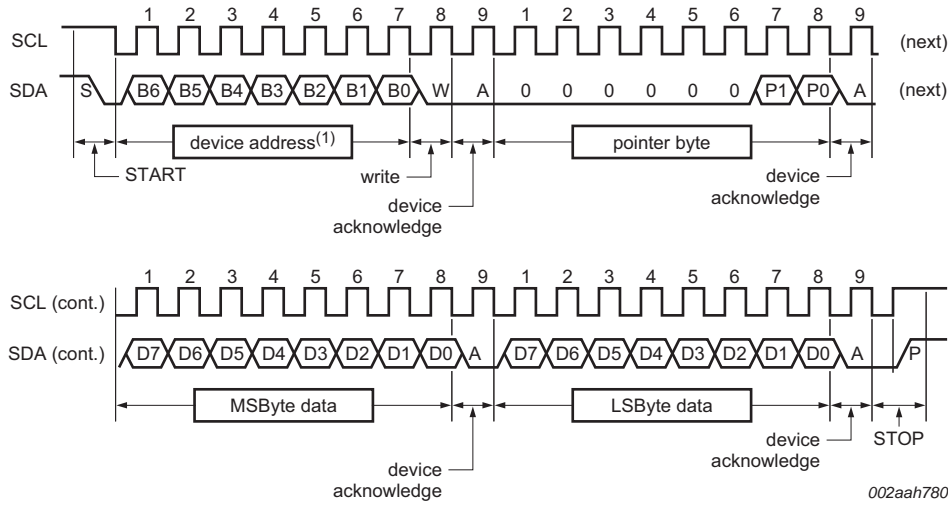 1 2 3 4 5 6 7 8 9 1 2 3 4 5 6 7 8 9
SCL (next)
SDA S B6 B5 B4 B3 B2 B1 B0 W A 0 0 0 0 0 0 P1 P0 A (next)
device address(1) pointer byte
START write device
device acknowledge
acknowledge
1 2 3 4 5 6 7 8 9 1 2 3 4 5 6 7 8 9
SCL (cont.)
SDA (cont.) D7 D6 D5 D4 D3 D2 D1 D0 A D7 D6 D5 D4 D3 D2 D1 D0 A P
MSByte data LSByte data
device STOP
device acknowledge
acknowledge
002aah780